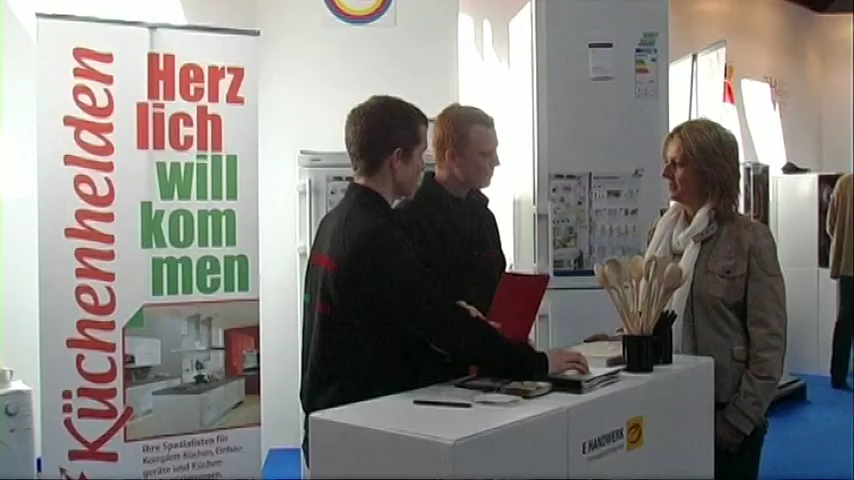 Küchenhelden
Herz
lich
will
kom
men
Ihre Spezialisten für
Komplett-Küchen, Einbau-
geräte und Küchen-
E HANDWERK